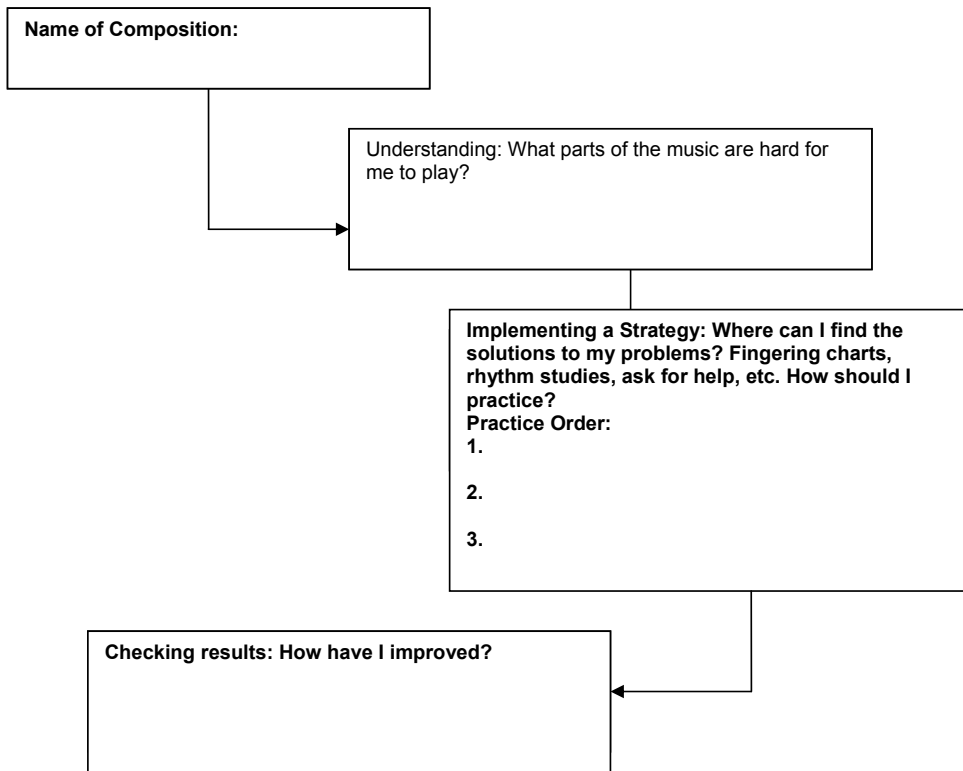 Name of Composition:
Understanding: What parts of the music are hard for
me to play?
Implementing a Strategy: Where can I find the
solutions to my problems? Fingering charts,
rhythm studies, ask for help, etc. How should I
practice?
Practice Order:
1.
2.
3.
Checking results: How have I improved?